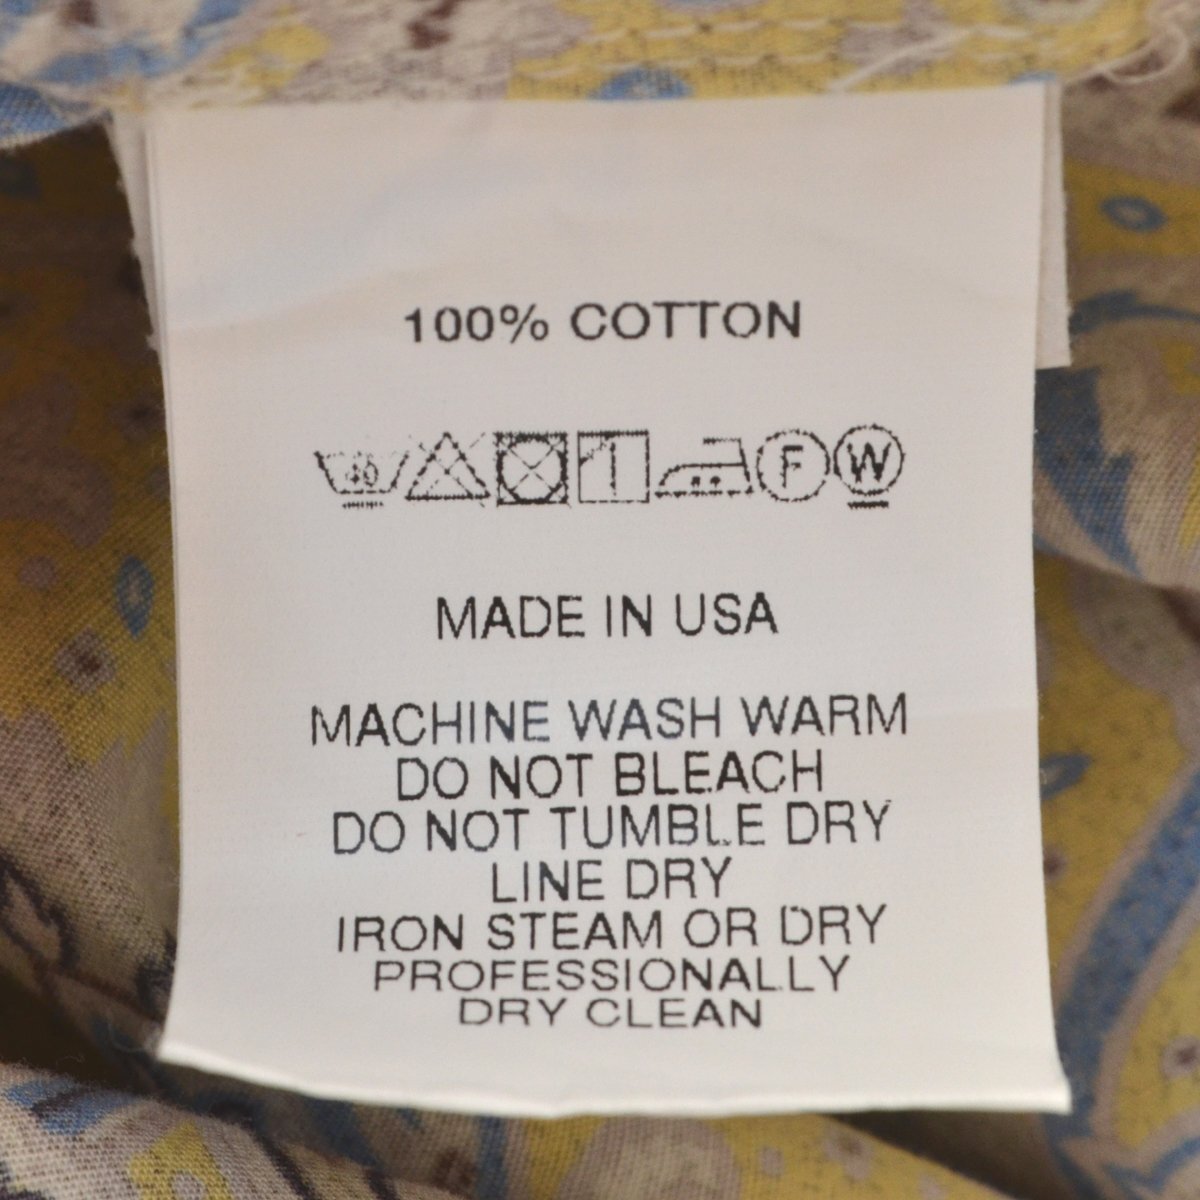 100% COTTON
40 F W
MADE IN USA
MACHINE WASH WARM
DO NOT BLEACH
DO NOT TUMBLE DRY
LINE DRY
IRON STEAM OR DRY
PROFESSIONALLY
DRY CLEAN